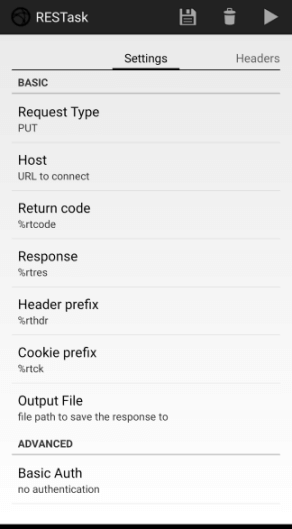 RESTask
Settings
Headers
BASIC
Request Type
PUT
Host
URL to connect
Return code
%rtcode
Response
%rtres
Header prefix
%rthdr
Cookie prefix
%rtck
Output File
file path to save the response to
ADVANCED
Basic Auth
no authentication